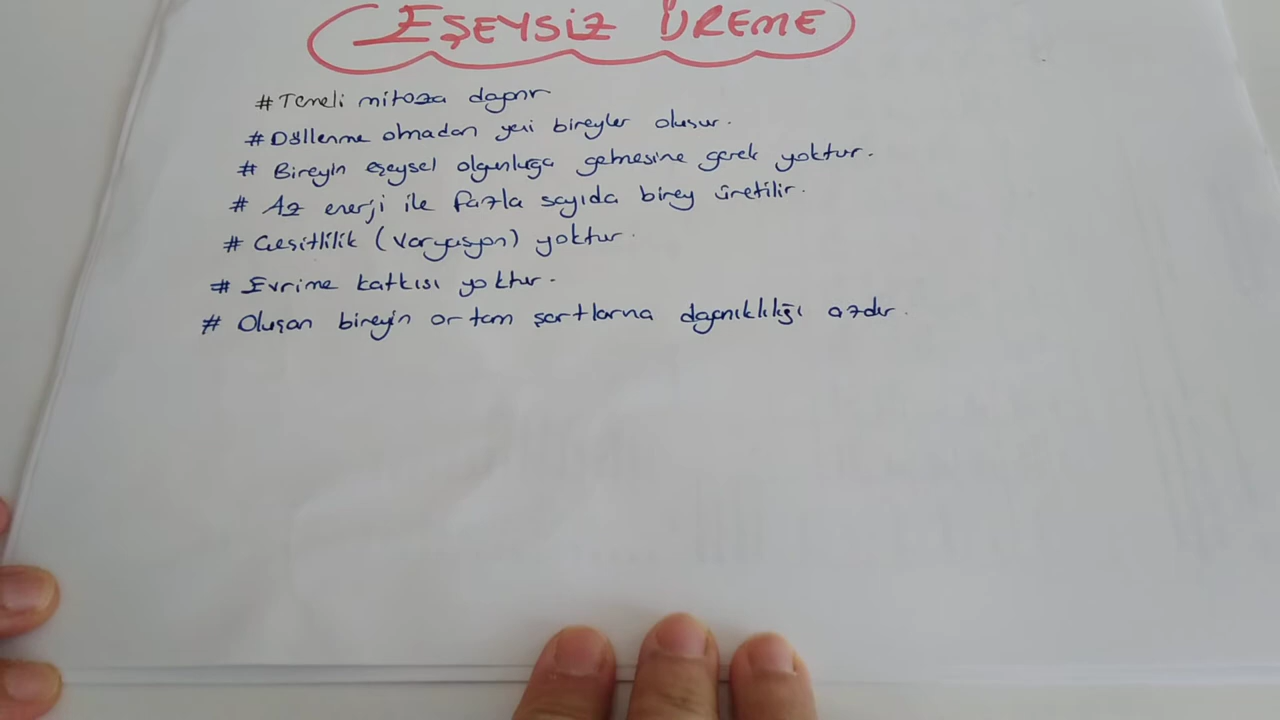 EŞEYSİZ ÜREME
# Temeli mitoza dayanır
# Döllenme olmadan yeni bireyler oluşur.
# Bireyin eşeysel olgunluğa gelmesine gerek yoktur.
# Az enerji ile fazla sayıda birey üretilir.
# Çeşitlilik (varyasyon) yoktur.
# Evrime katkısı yoktur.
# Oluşan bireyin ortam şartlarına dayanıklılığı azdır.